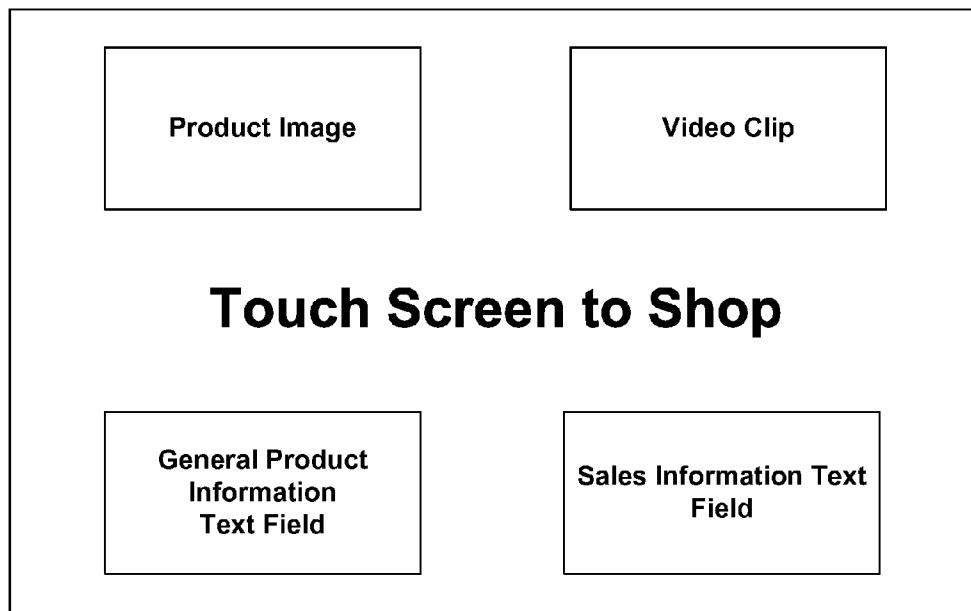 Product Image
Video Clip
Touch Screen to Shop
General Product
Information
Text Field
Sales Information Text
Field